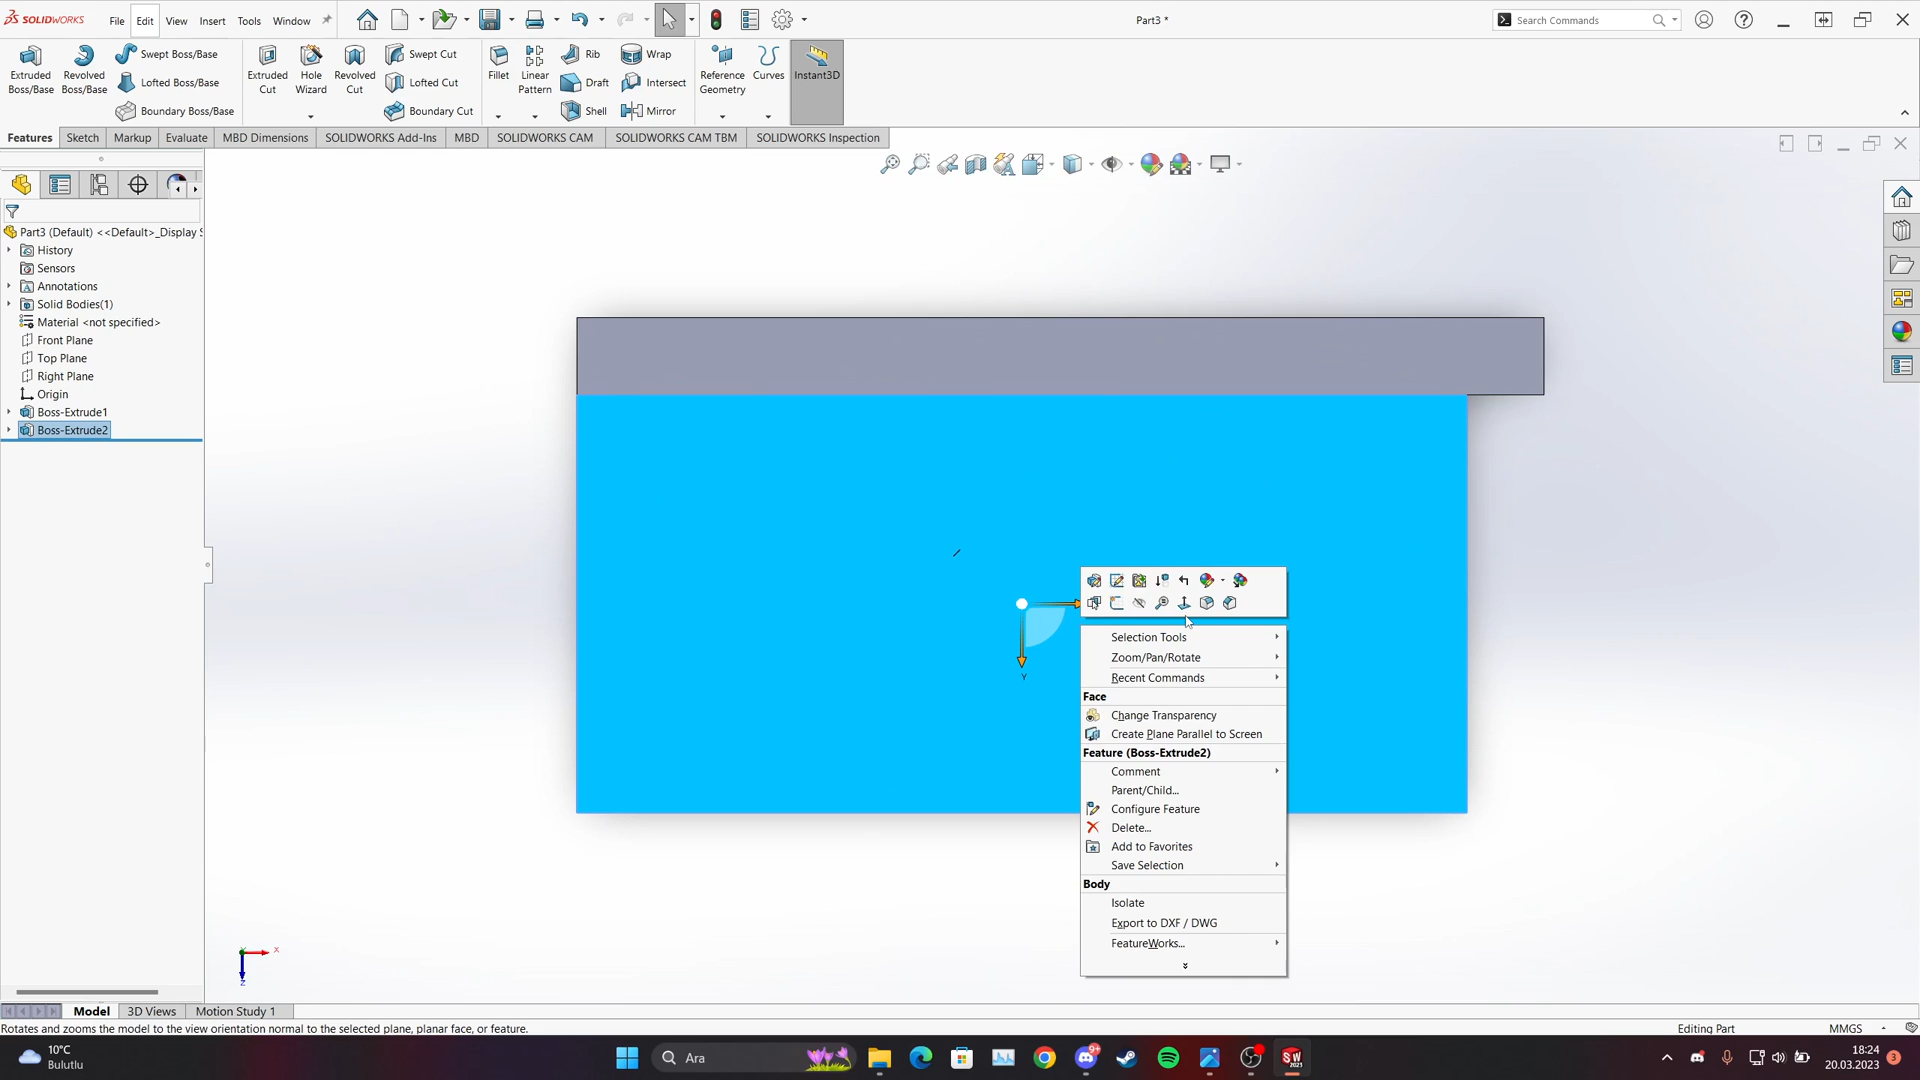 SOLIDWORKS File Edit View Insert Tools Window Part3 * Search Commands
Extruded Boss/Base Revolved Boss/Base Swept Boss/Base Lofted Boss/Base Boundary Boss/Base
Extruded Cut Hole Wizard Revolved Cut Swept Cut Lofted Cut Boundary Cut
Fillet Linear Pattern Rib Draft Shell Wrap Intersect Mirror
Reference Geometry Curves Instant3D
Features Sketch Markup Evaluate MBD Dimensions SOLIDWORKS Add-Ins MBD SOLIDWORKS CAM SOLIDWORKS CAM TBM SOLIDWORKS Inspection
Part3 (Default) <<Default>_Display S
History
Sensors
Annotations
Solid Bodies(1)
Material <not specified>
Front Plane
Top Plane
Right Plane
Origin
Boss-Extrude1
Boss-Extrude2
Y
Selection Tools
Zoom/Pan/Rotate
Recent Commands
Face
Change Transparency
Create Plane Parallel to Screen
Feature (Boss-Extrude2)
Comment
Parent/Child...
Configure Feature
Delete...
Add to Favorites
Save Selection
Body
Isolate
Export to DXF / DWG
FeatureWorks...
Y X
Z
Model 3D Views Motion Study 1
Rotates and zooms the model to the view orientation normal to the selected plane, planar face, or feature. Editing Part MMGS
10°C
Bulutlu
Ara
9+
SW
2023
18:24
20.03.2023
3